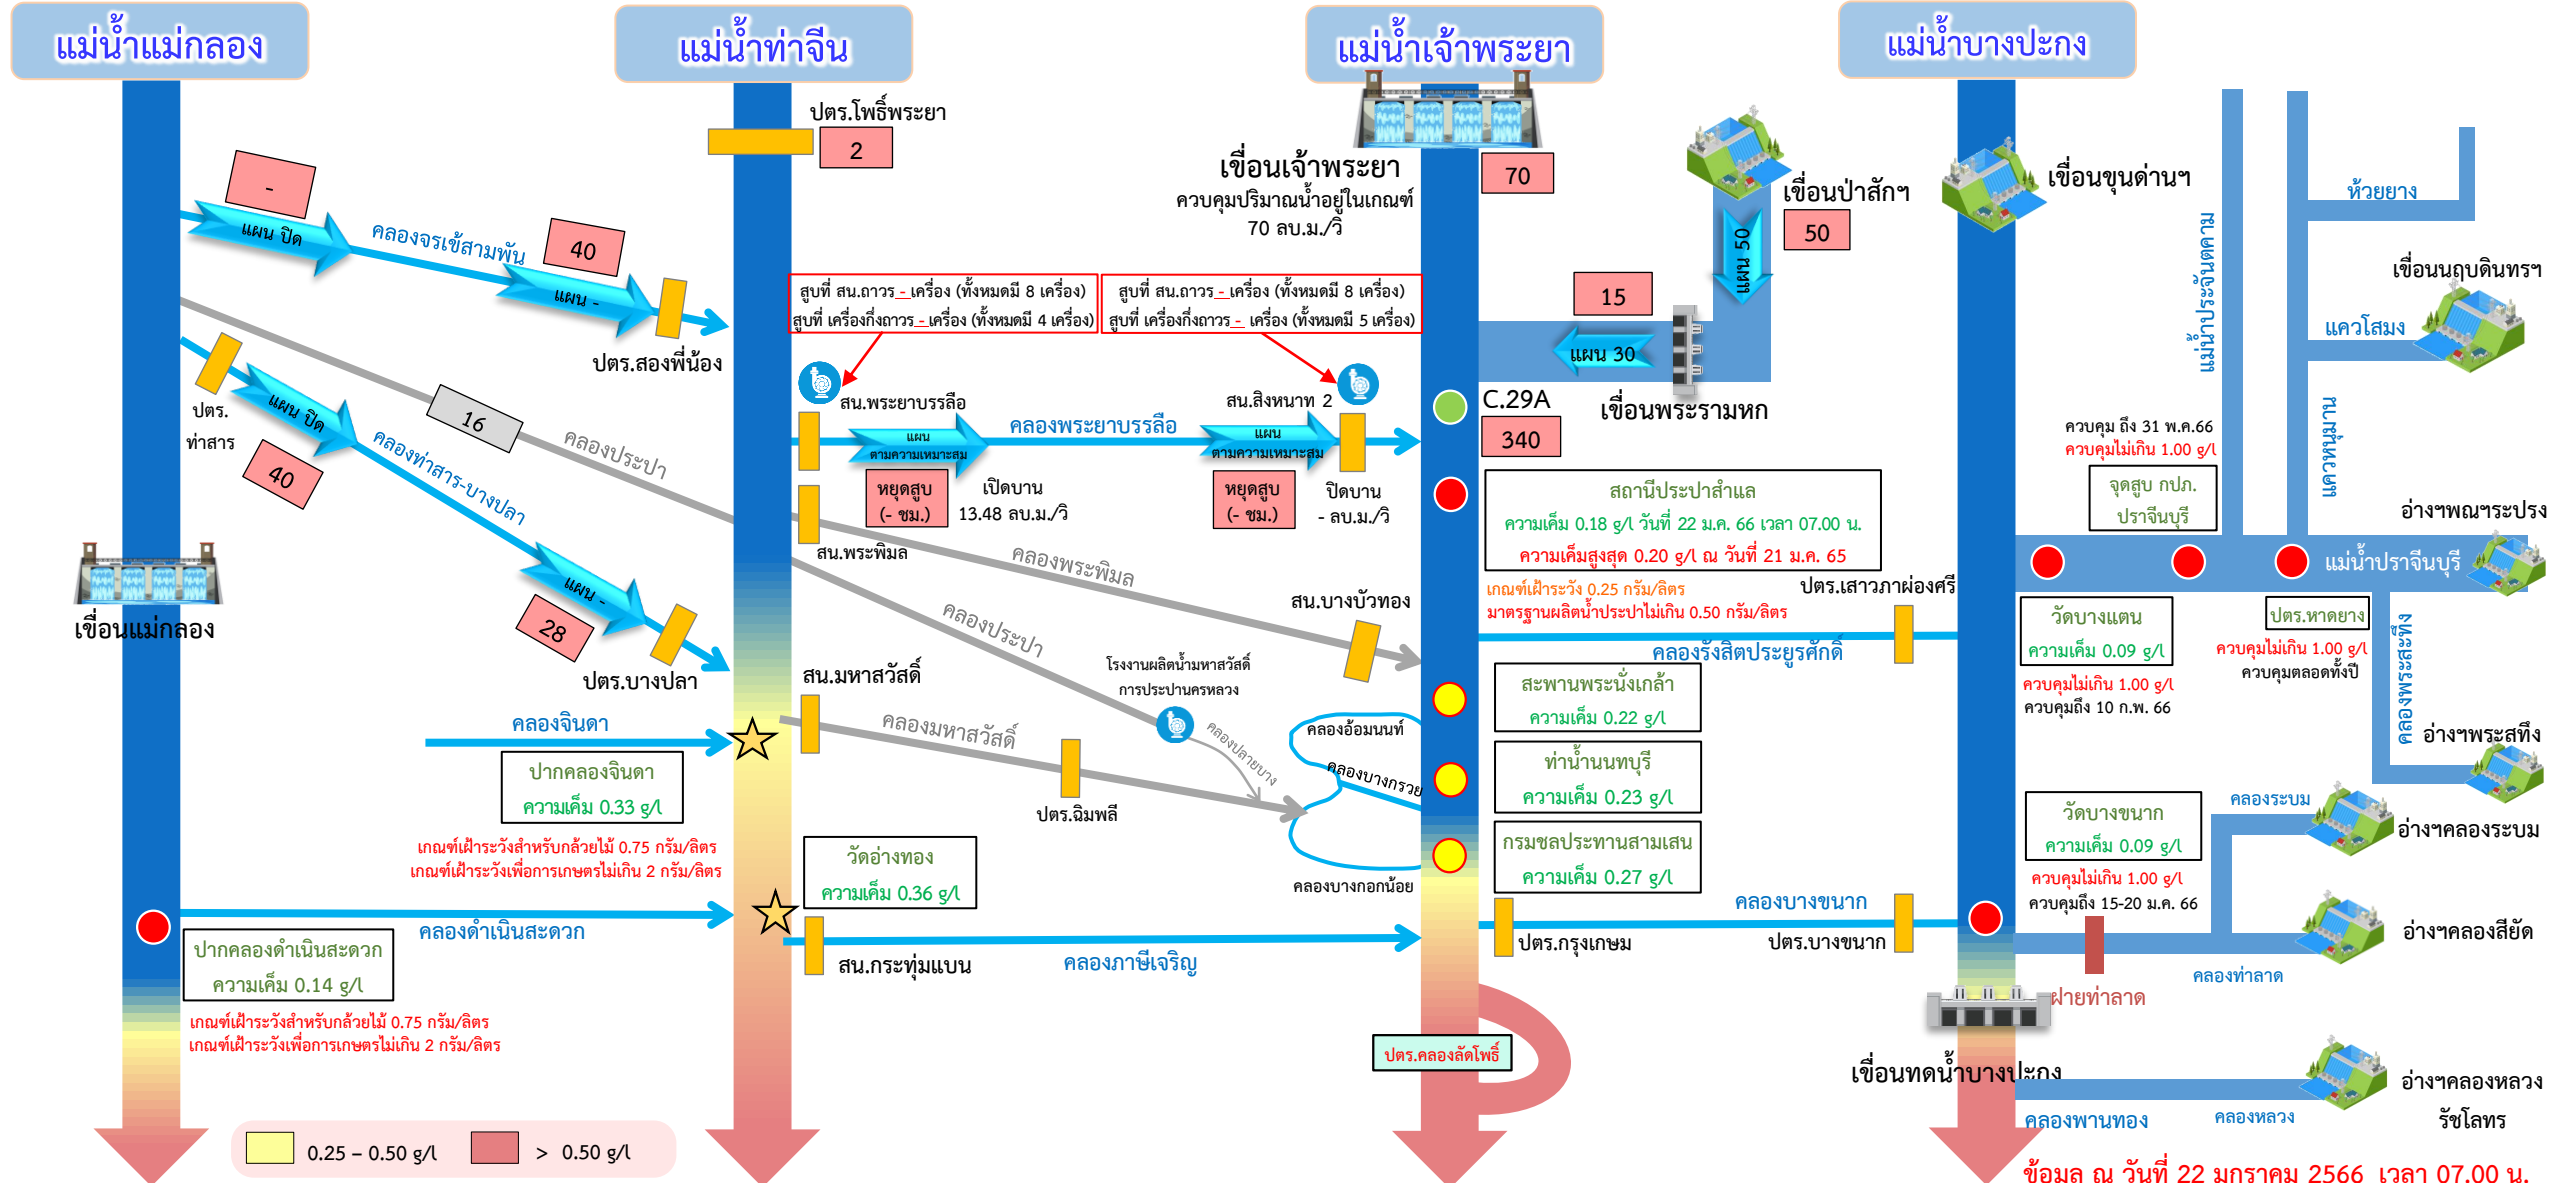 แม่น้ำแม่กลอง
แม่น้ำท่าจีน
แม่น้ำเจ้าพระยา
แม่น้ำบางปะกง
ปตร.โพธิ์พระยา
2
เขื่อนเจ้าพระยา
ควบคุมปริมาณน้ำอยู่ในเกณฑ์
70 ลบ.ม./วิ
70
เขื่อนป่าสักฯ
50
แผน 50
15
แผน 30
เขื่อนพระรามหก
เขื่อนขุนด่านฯ
ห้วยยาง
แม่น้ำประจันตคาม
เขื่อนนฤบดินทรฯ
แควโสมง
แควหนุมาน
-
แผน ปิด
คลองจรเข้สามพัน
40
แผน -
ปตร.สองพี่น้อง
ปตร.
ท่าสาร
แผน ปิด
40
16
คลองประปา
คลองท่าสาร-บางปลา
แผน -
28
ปตร.บางปลา
เขื่อนแม่กลอง
สูบที่ สน.ถาวร - เครื่อง (ทั้งหมดมี 8 เครื่อง)
สูบที่ เครื่องกึ่งถาวร - เครื่อง (ทั้งหมดมี 4 เครื่อง)
สูบที่ สน.ถาวร - เครื่อง (ทั้งหมดมี 8 เครื่อง)
สูบที่ เครื่องกึ่งถาวร - เครื่อง (ทั้งหมดมี 5 เครื่อง)
สน.พระยาบรรลือ
แผน
ตามความเหมาะสม
คลองพระยาบรรลือ
สน.สิงหนาท 2
แผน
ตามความเหมาะสม
หยุดสูบ
(- ชม.)
เปิดบาน
13.48 ลบ.ม./วิ
หยุดสูบ
(- ชม.)
ปิดบาน
- ลบ.ม./วิ
C.29A
340
สน.พระพิมล
คลองพระพิมล
สน.บางบัวทอง
สถานีประปาสำแล
ความเค็ม 0.18 g/l วันที่ 22 ม.ค. 66 เวลา 07.00 น.
ความเค็มสูงสุด 0.20 g/l ณ วันที่ 21 ม.ค. 65
เกณฑ์เฝ้าระวัง 0.25 กรัม/ลิตร
มาตรฐานผลิตน้ำประปาไม่เกิน 0.50 กรัม/ลิตร
ปตร.เสาวภาผ่องศรี
คลองรังสิตประยูรศักดิ์
ควบคุม ถึง 31 พ.ค.66
ควบคุมไม่เกิน 1.00 g/l
จุดสูบ กปภ.
ปราจีนบุรี
อ่างฯพณฯระปรง
แม่น้ำปราจีนบุรี
วัดบางแตน
ความเค็ม 0.09 g/l
ควบคุมไม่เกิน 1.00 g/l
ควบคุมถึง 10 ก.พ. 66
ปตร.หาดยาง
ควบคุมไม่เกิน 1.00 g/l
ควบคุมตลอดทั้งปี
คลองพระสะทึง
อ่างฯพระสทึง
คลองประปา
โรงงานผลิตน้ำมหาสวัสดิ์
การประปานครหลวง
คลองปลายบาง
สน.มหาสวัสดิ์
คลองมหาสวัสดิ์
ปตร.ฉิมพลี
คลองอ้อมนนท์
คลองบางกรวย
คลองบางกอกน้อย
สะพานพระนั่งเกล้า
ความเค็ม 0.22 g/l
ท่าน้ำนนทบุรี
ความเค็ม 0.23 g/l
กรมชลประทานสามเสน
ความเค็ม 0.27 g/l
คลองจินดา
ปากคลองจินดา
ความเค็ม 0.33 g/l
เกณฑ์เฝ้าระวังสำหรับกล้วยไม้ 0.75 กรัม/ลิตร
เกณฑ์เฝ้าระวังเพื่อการเกษตรไม่เกิน 2 กรัม/ลิตร
วัดอ่างทอง
ความเค็ม 0.36 g/l
วัดบางขนาก
ความเค็ม 0.09 g/l
ควบคุมไม่เกิน 1.00 g/l
ควบคุมถึง 15-20 ม.ค. 66
คลองระบม
อ่างฯคลองระบม
อ่างฯคลองสียัด
คลองท่าลาด
ฝายท่าลาด
คลองดำเนินสะดวก
ปากคลองดำเนินสะดวก
ความเค็ม 0.14 g/l
เกณฑ์เฝ้าระวังสำหรับกล้วยไม้ 0.75 กรัม/ลิตร
เกณฑ์เฝ้าระวังเพื่อการเกษตรไม่เกิน 2 กรัม/ลิตร
สน.กระทุ่มแบน
คลองภาษีเจริญ
ปตร.กรุงเกษม
คลองบางขนาก
ปตร.บางขนาก
ปตร.คลองลัดโพธิ์
เขื่อนทดน้ำบางปะกง
คลองพานทอง
คลองหลวง
อ่างฯคลองหลวง
รัชโลทร
0.25 – 0.50 g/l
> 0.50 g/l
ข้อมูล ณ วันที่ 22 มกราคม 2566 เวลา 07.00 น.